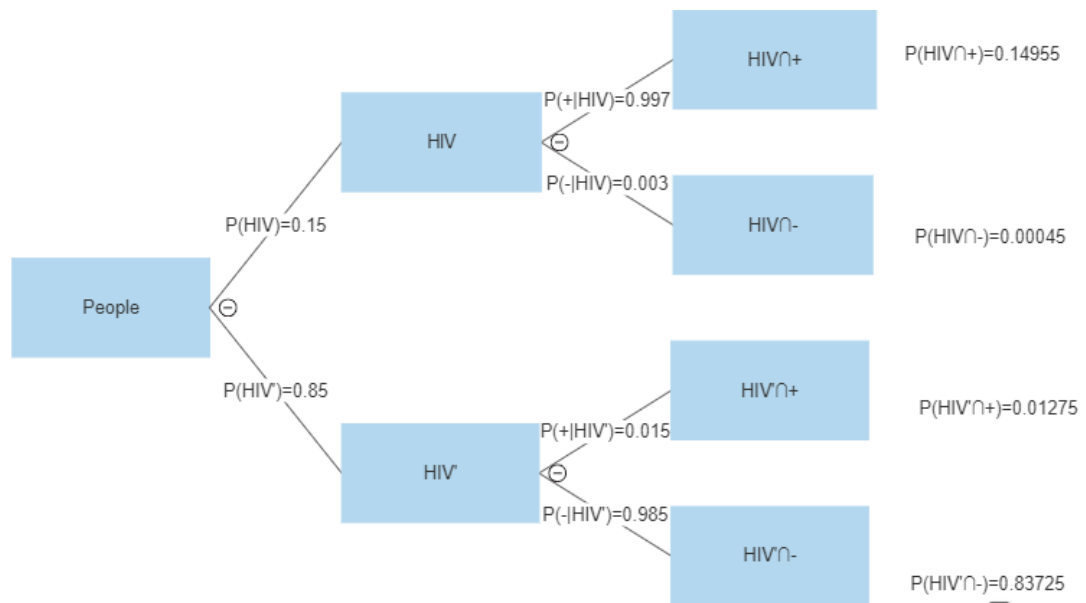 HIV∩+
P(HIV∩+)=0.14955
P(+|HIV)=0.997
HIV
P(-|HIV)=0.003
HIV∩-
P(HIV∩-)=0.00045
P(HIV)=0.15
People
P(HIV')=0.85
HIV'∩+
P(HIV'∩+)=0.01275
P(+|HIV')=0.015
HIV'
P(-|HIV')=0.985
HIV'∩-
P(HIV'∩-)=0.83725